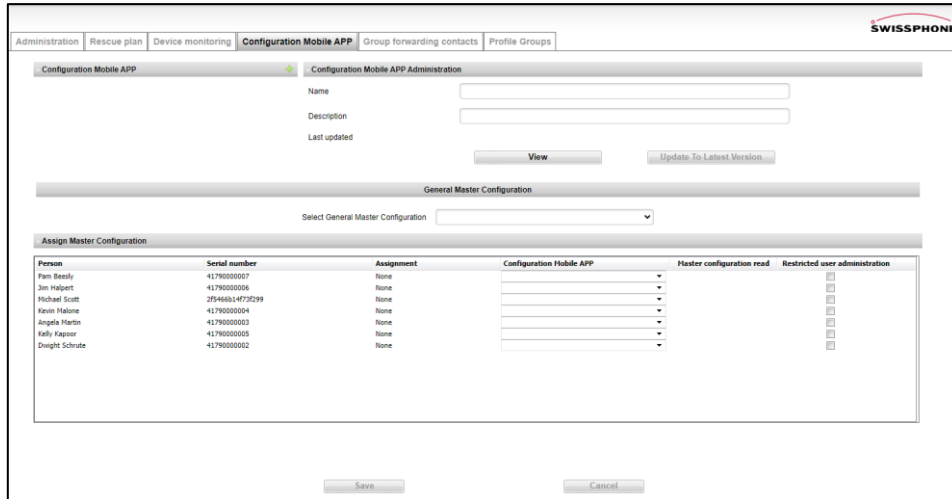 SWISSPHONE
Administration Rescue plan Device monitoring Configuration Mobile APP Group forwarding contacts Profile Groups
Configuration Mobile APP
Configuration Mobile APP Administration
Name
Description
Last updated
View Update To Latest Version
General Master Configuration
Select General Master Configuration
Assign Master Configuration
Person Serial number Assignment Configuration Mobile APP Master configuration read Restricted user administration
Pam Beesly 41790000007 None
Jim Halpert 41790000006 None
Michael Scott 2f5466b14f73f299 None
Kevin Malone 41790000004 None
Angela Martin 41790000003 None
Kelly Kapoor 41790000005 None
Dwight Schrute 41790000002 None
Save Cancel